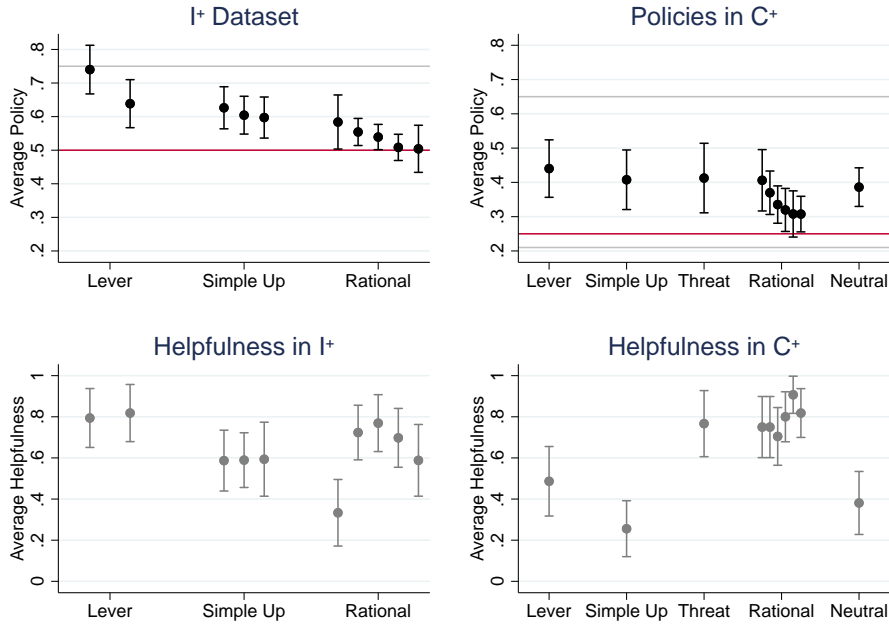 I⁺ Dataset
Average Policy
.8
.7
.6
.5
.4
.3
.2
Lever Simple Up Rational
Policies in C⁺
Average Policy
.8
.7
.6
.5
.4
.3
.2
Lever Simple Up Threat Rational Neutral
Helpfulness in I⁺
Average Helpfulness
1
.8
.6
.4
.2
0
Lever Simple Up Rational
Helpfulness in C⁺
Average Helpfulness
1
.8
.6
.4
.2
0
Lever Simple Up Threat Rational Neutral